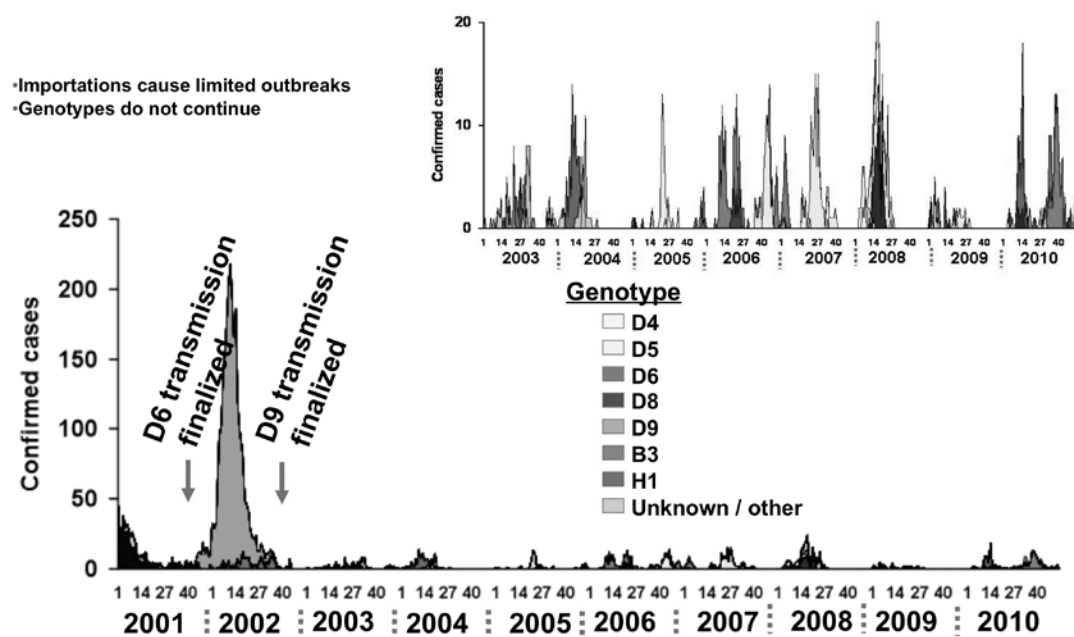 •Importations cause limited outbreaks
•Genotypes do not continue
Confirmed cases
20
10
0
1 14 27 40 1 14 27 40 1 14 27 40 1 14 27 40 1 14 27 40 1 14 27 40 1 14 27 40 1 14 27 40
2003 2004 2005 2006 2007 2008 2009 2010
Genotype
D4
D5
D6
D8
D9
B3
H1
Unknown / other
Confirmed cases
250
200
150
100
50
0
D6 transmission
finalized
D9 transmission
finalized
1 14 27 40 1 14 27 40 1 14 27 40 1 14 27 40 1 14 27 40 1 14 27 40 1 14 27 40 1 14 27 40 1 14 27 40 1 14 27 40
2001 2002 2003 2004 2005 2006 2007 2008 2009 2010